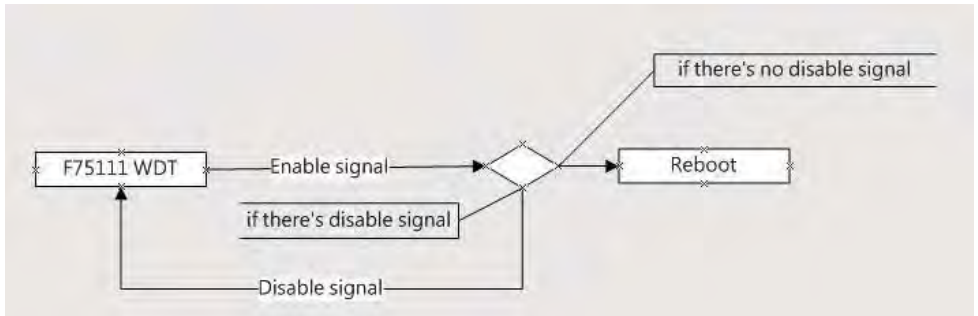 if there's no disable signal
F75111 WDT
Enable signal
Reboot
if there's disable signal
Disable signal